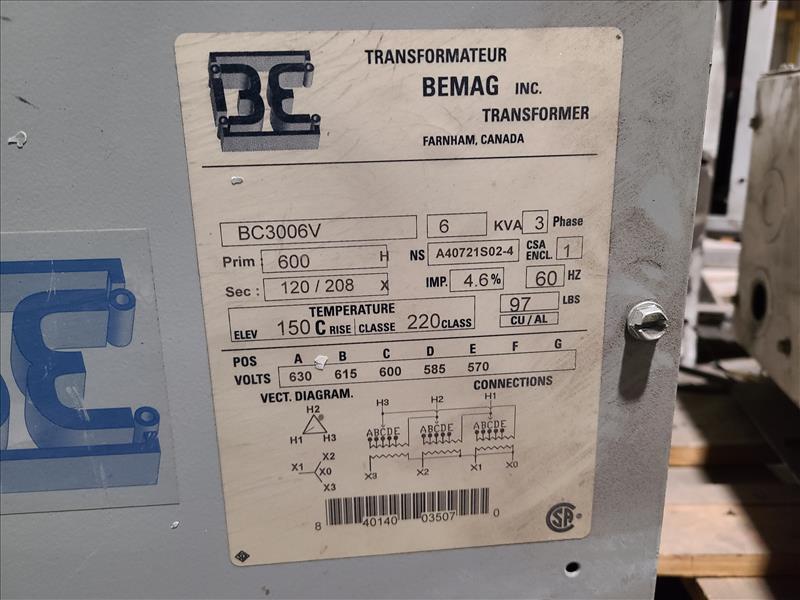 BE
TRANSFORMATEUR
BEMAG INC.
TRANSFORMER
FARNHAM, CANADA
BC3006V 6 KVA 3 Phase
Prim : 600 H NS A40721S02-4 CSA ENCL. 1
Sec : 120 / 208 X IMP. 4.6% 60 HZ
TEMPERATURE 97 LBS
ELEV 150 C RISE CLASSE 220 CLASS CU / AL
POS A B C D E F G
VOLTS 630 615 600 585 570
VECT. DIAGRAM. CONNECTIONS
H2
H1 H3
X2
X1 X0
X3
H3 H2 H1
ABCDE ABCDE ABCDE
X3 X2 X1 X0
8 40140 03507 0
CSA
BE